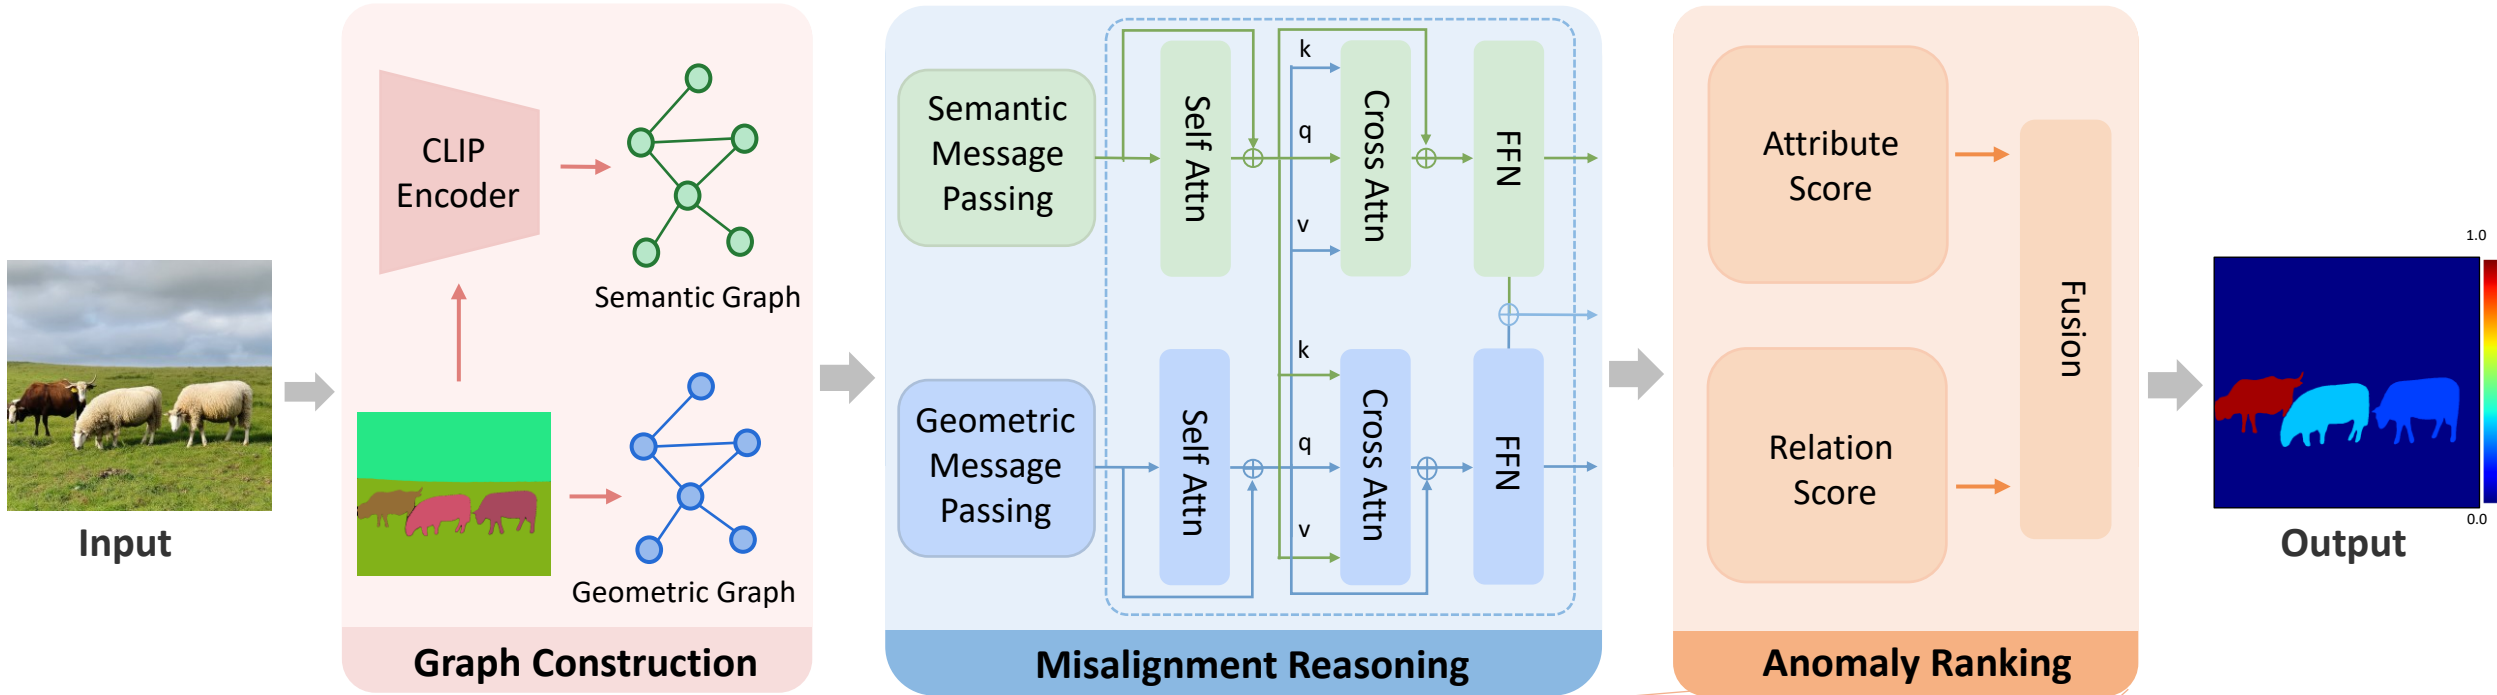 Input
CLIP
Encoder
Semantic Graph
Geometric Graph
Graph Construction
Semantic
Message
Passing
Self Attn
k
q
v
Cross Attn
FFN
Geometric
Message
Passing
Self Attn
k
q
v
Cross Attn
FFN
Misalignment Reasoning
Attribute
Score
Relation
Score
Fusion
Anomaly Ranking
1.0
0.0
Output